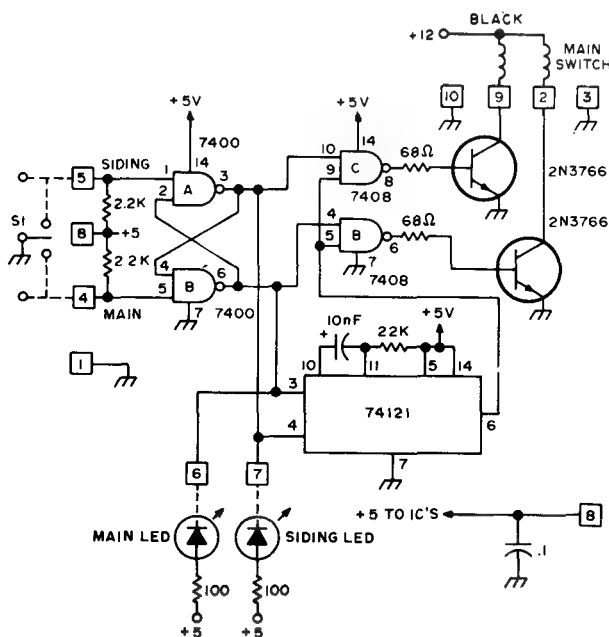 BLACK
+12
MAIN
SWITCH
10
9
2
3
+5V
7400
14
SIDING
5
1
2
A
3
2.2K
S1
8
+5
2.2K
4
4
5
B
6
7
7400
MAIN
1
+5V
14
10
9
C
8
7408
68Ω
2N3766
2N3766
4
5
B
6
7
7408
68Ω
+5V
+
10nF
22K
10
11
5
14
3
4
74121
6
7
6
7
MAIN LED
SIDING LED
100
100
+5
+5
+5 TO IC'S
8
.1